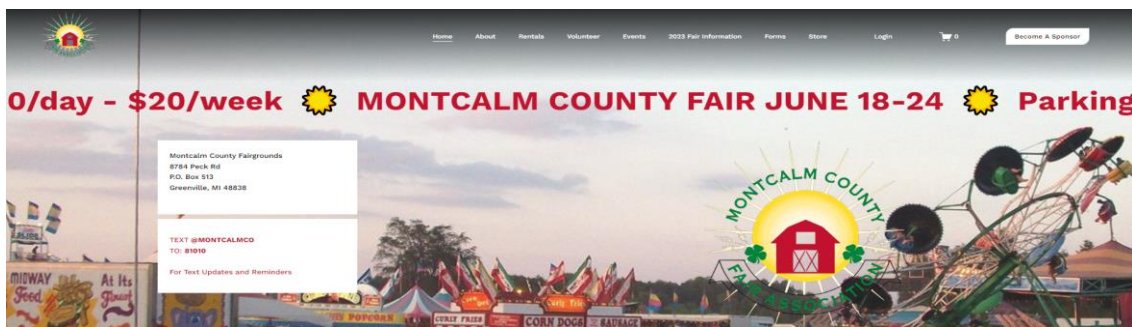 Home About Rentals Volunteer Events 2023 Fair Information Forms Store Login 0 Become A Sponsor
0/day - $20/week MONTCALM COUNTY FAIR JUNE 18-24 Parking
Montcalm County Fairgrounds
8784 Peck Rd
P.O. Box 513
Greenville, MI 48838
TEXT @MONTCALMCO
TO: 81010
For Text Updates and Reminders
MONTCALM COUNTY
FAIR ASSOCIATION
MIDWAY
Feed
At Its
Finest
POPCORN
CURLY FRIES
Curly Fries
CORN DOGS
SAUSAGE